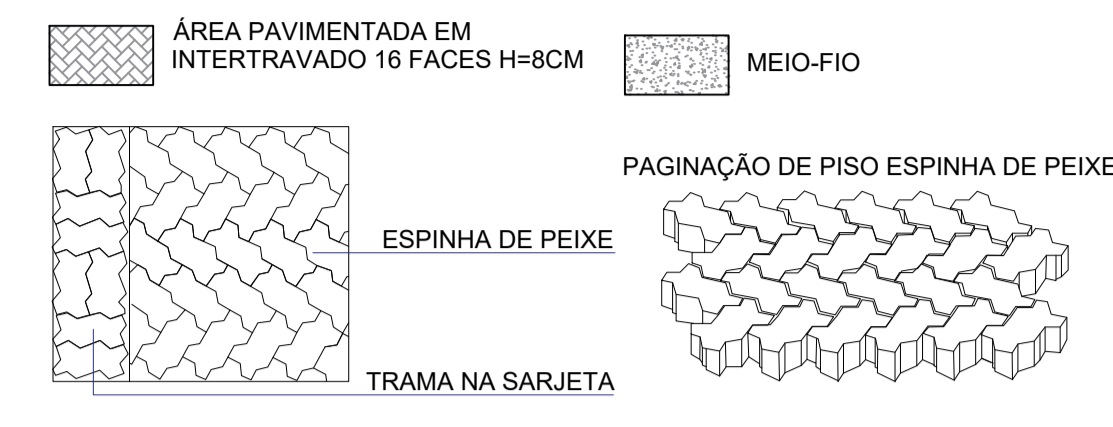 ÁREA PAVIMENTADA EM
INTERTRAVADO 16 FACES H=8CM
MEIO-FIO
PAGINAÇÃO DE PISO ESPINHA DE PEIXE
ESPINHA DE PEIXE
TRAMA NA SARJETA